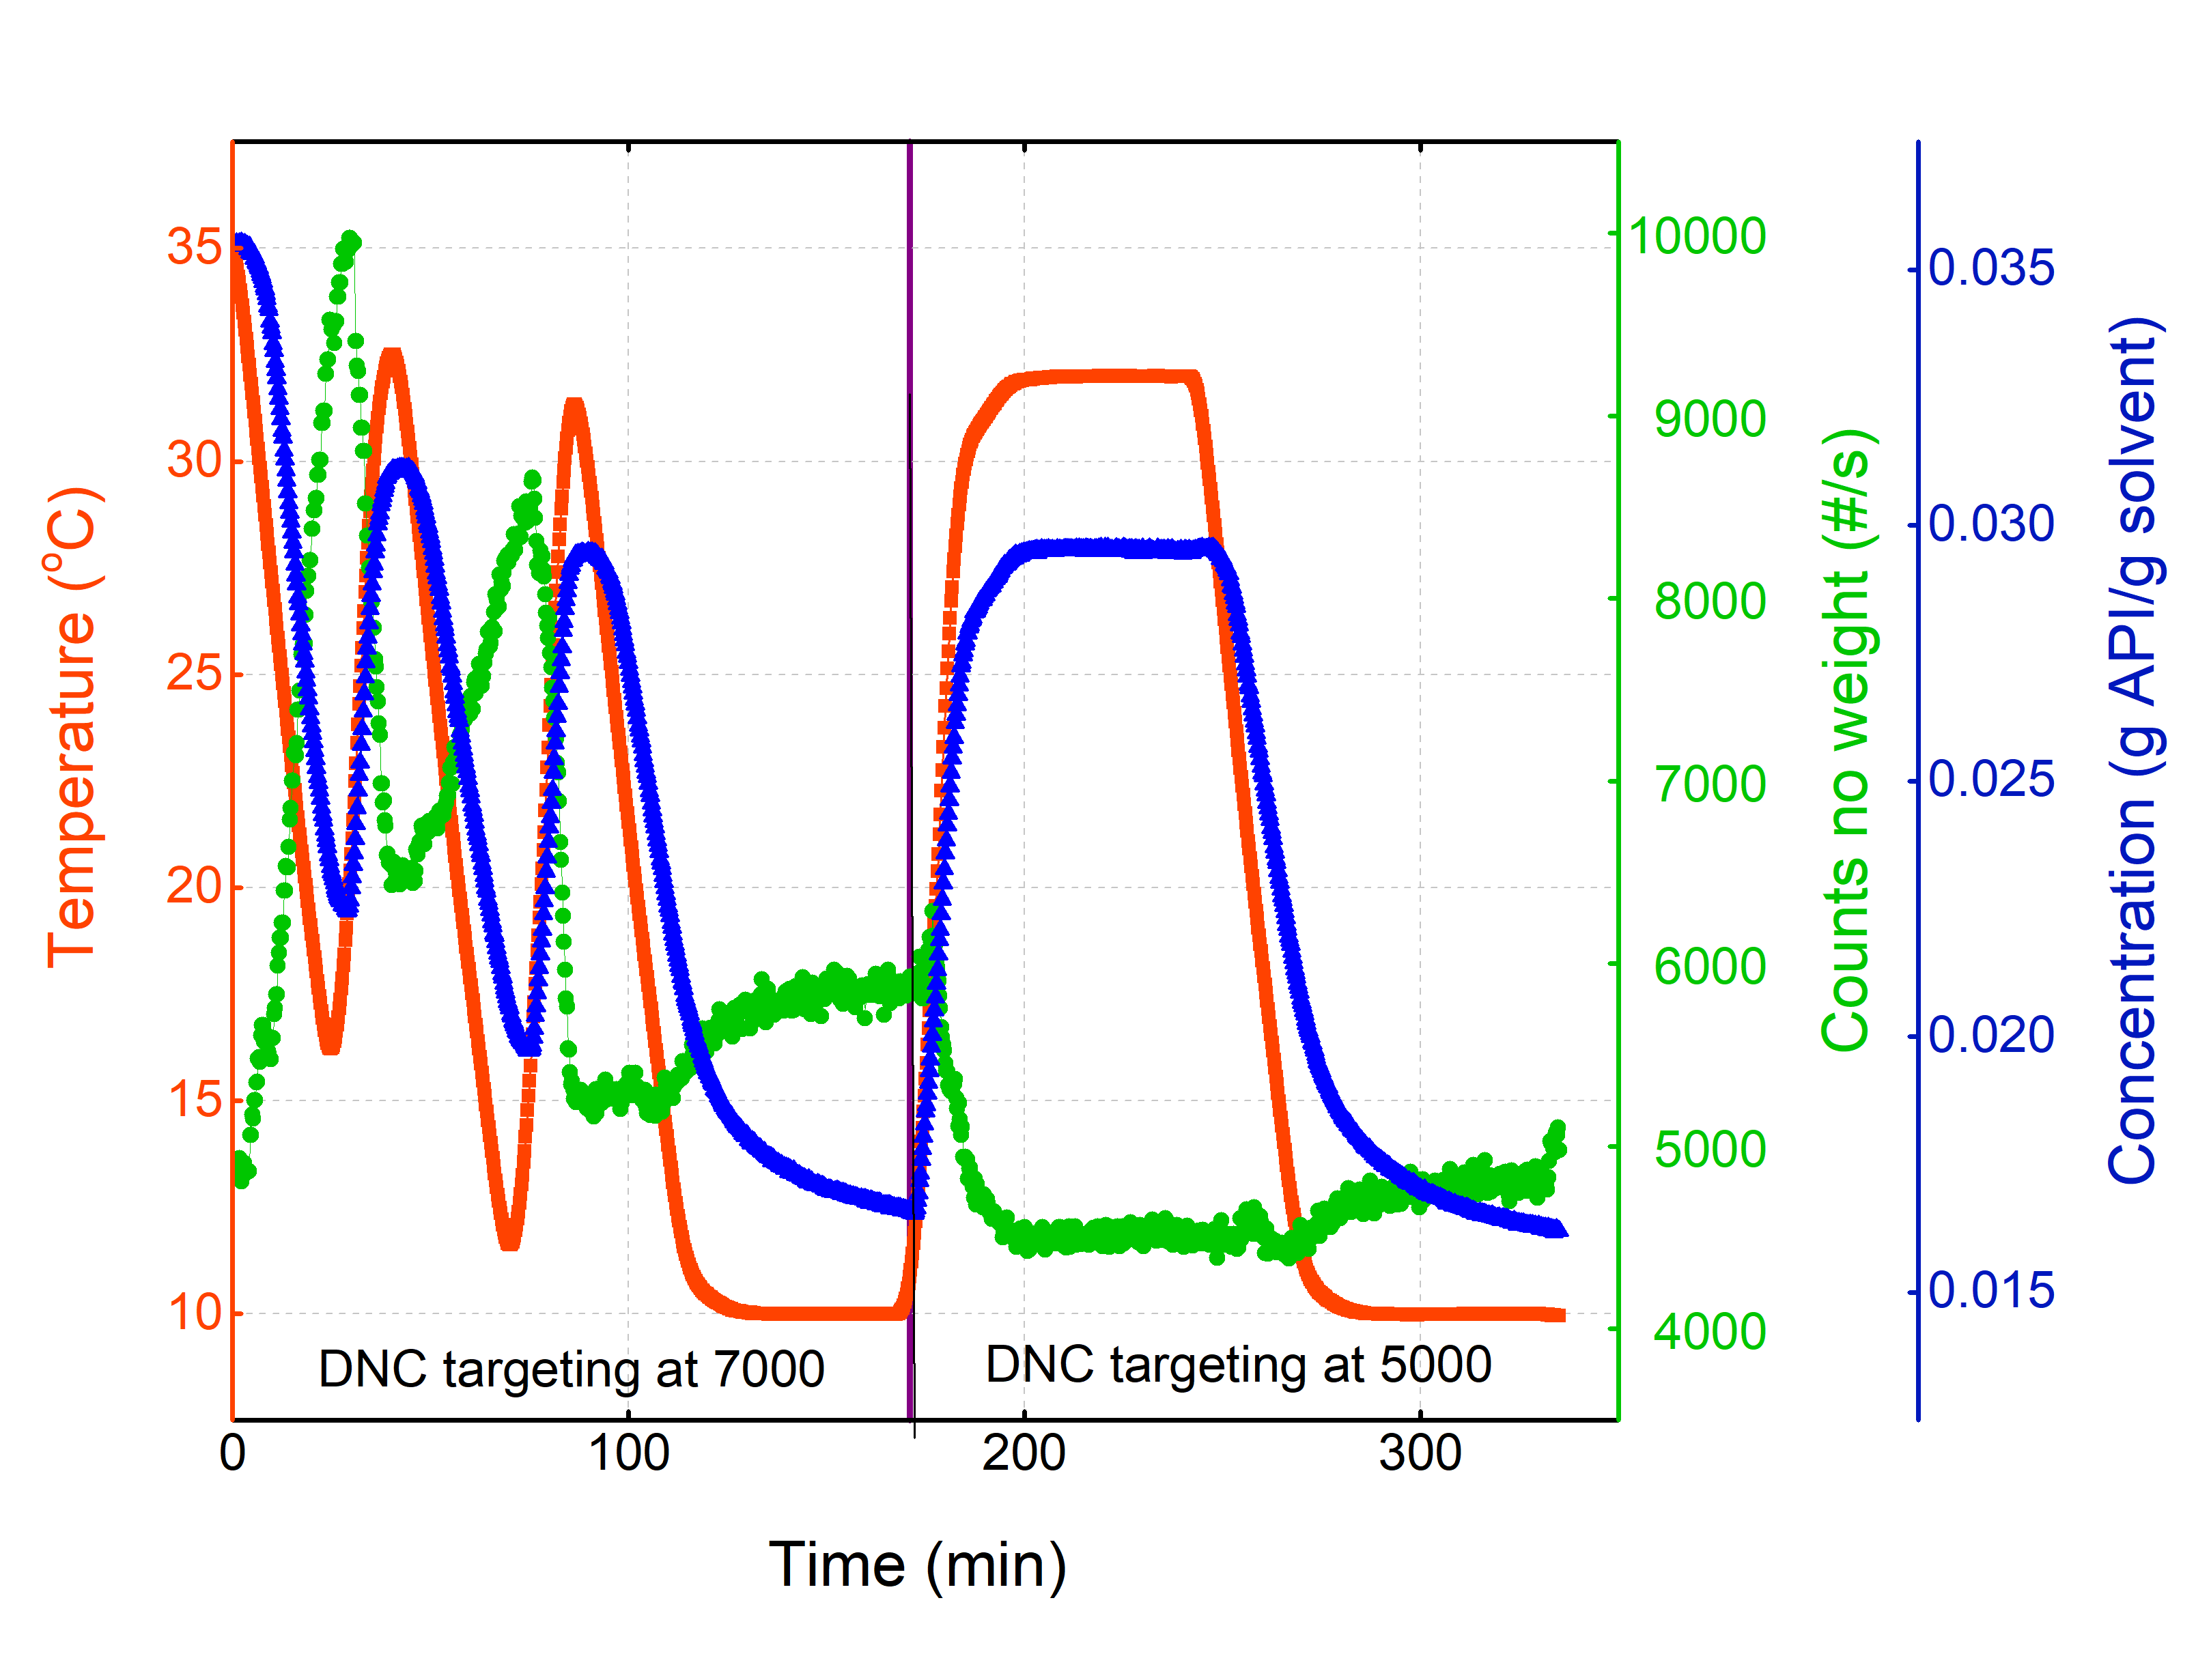 35
30
25
20
15
10
Temperature (°C)
10000
9000
8000
7000
6000
5000
4000
Counts no weight (#/s)
0.035
0.030
0.025
0.020
0.015
Concentration (g API/g solvent)
DNC targeting at 7000
DNC targeting at 5000
0 100 200 300
Time (min)